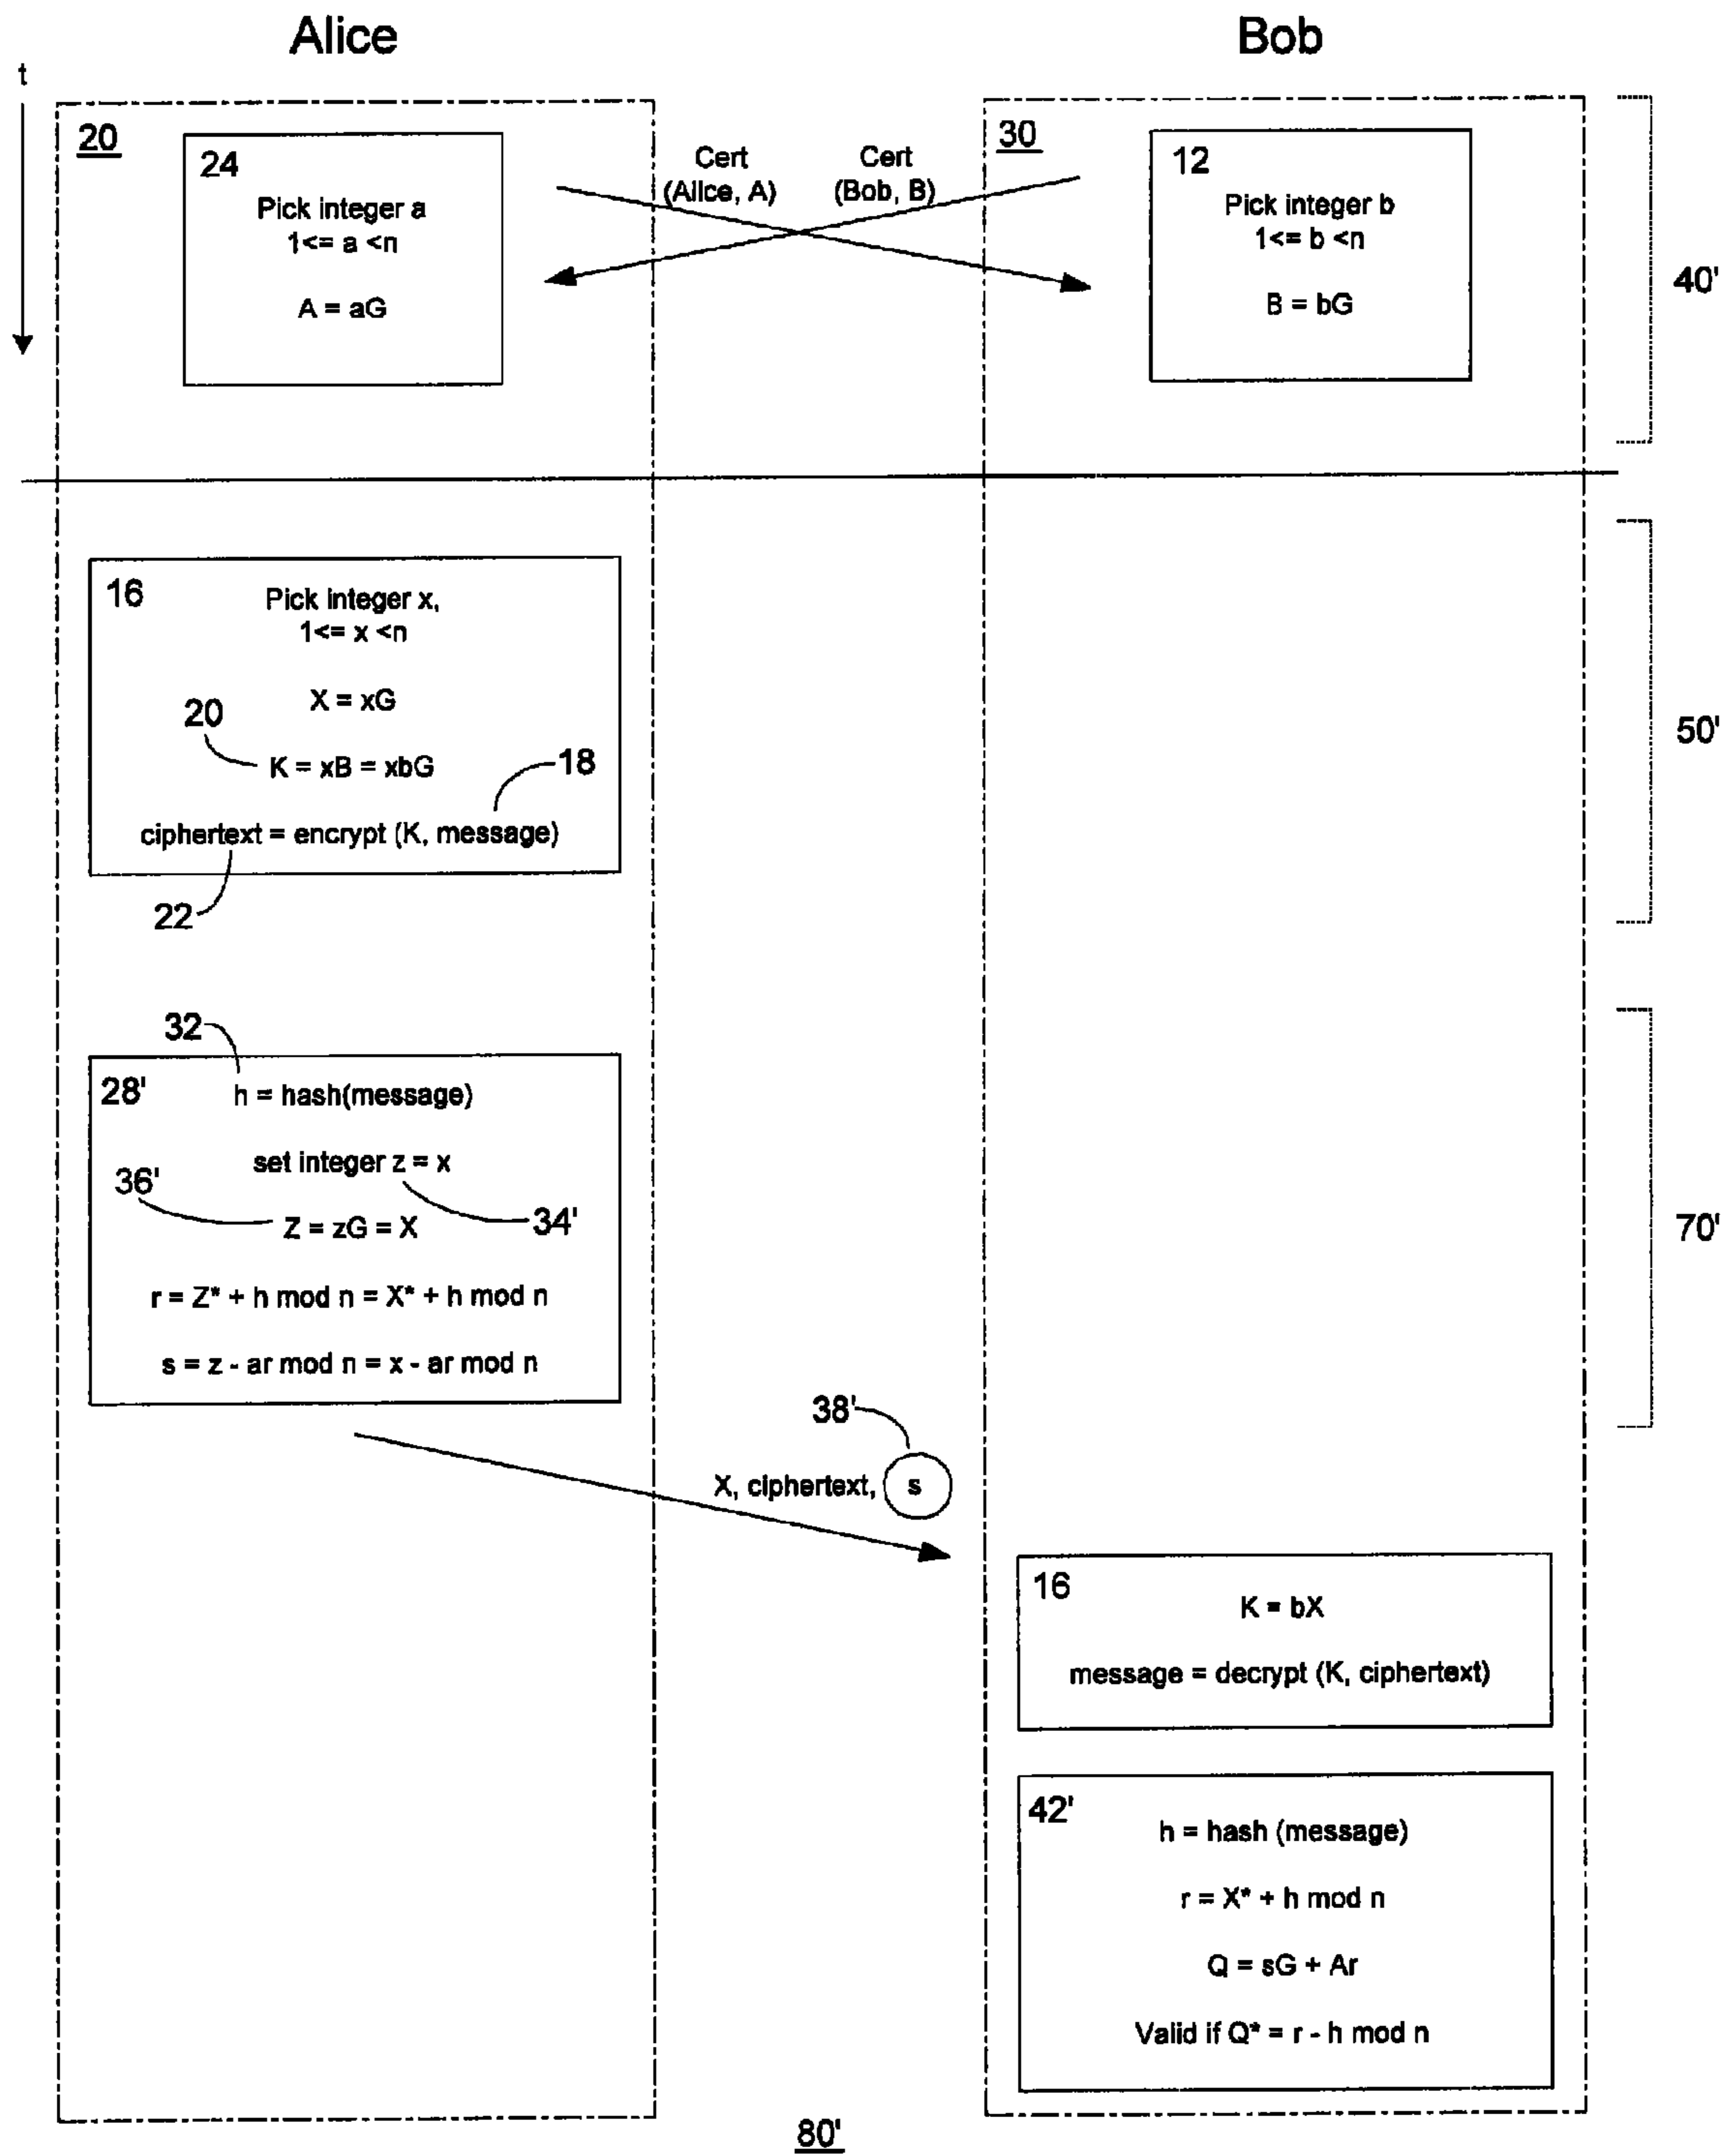 Alice
Bob
t
20
24
Pick integer a
1<= a <n
A = aG
Cert
(Alice, A)
Cert
(Bob, B)
30
12
Pick integer b
1<= b <n
B = bG
40'
16
Pick integer x,
1<= x <n
X = xG
20
K = xB = xbG
18
ciphertext = encrypt (K, message)
22
50'
32
28'
h = hash(message)
set integer z = x
36'
34'
Z = zG = X
r = Z* + h mod n = X* + h mod n
s = z - ar mod n = x - ar mod n
70'
38'
X, ciphertext, s
16
K = bX
message = decrypt (K, ciphertext)
42'
h = hash (message)
r = X* + h mod n
Q = sG + Ar
Valid if Q* = r - h mod n
80'